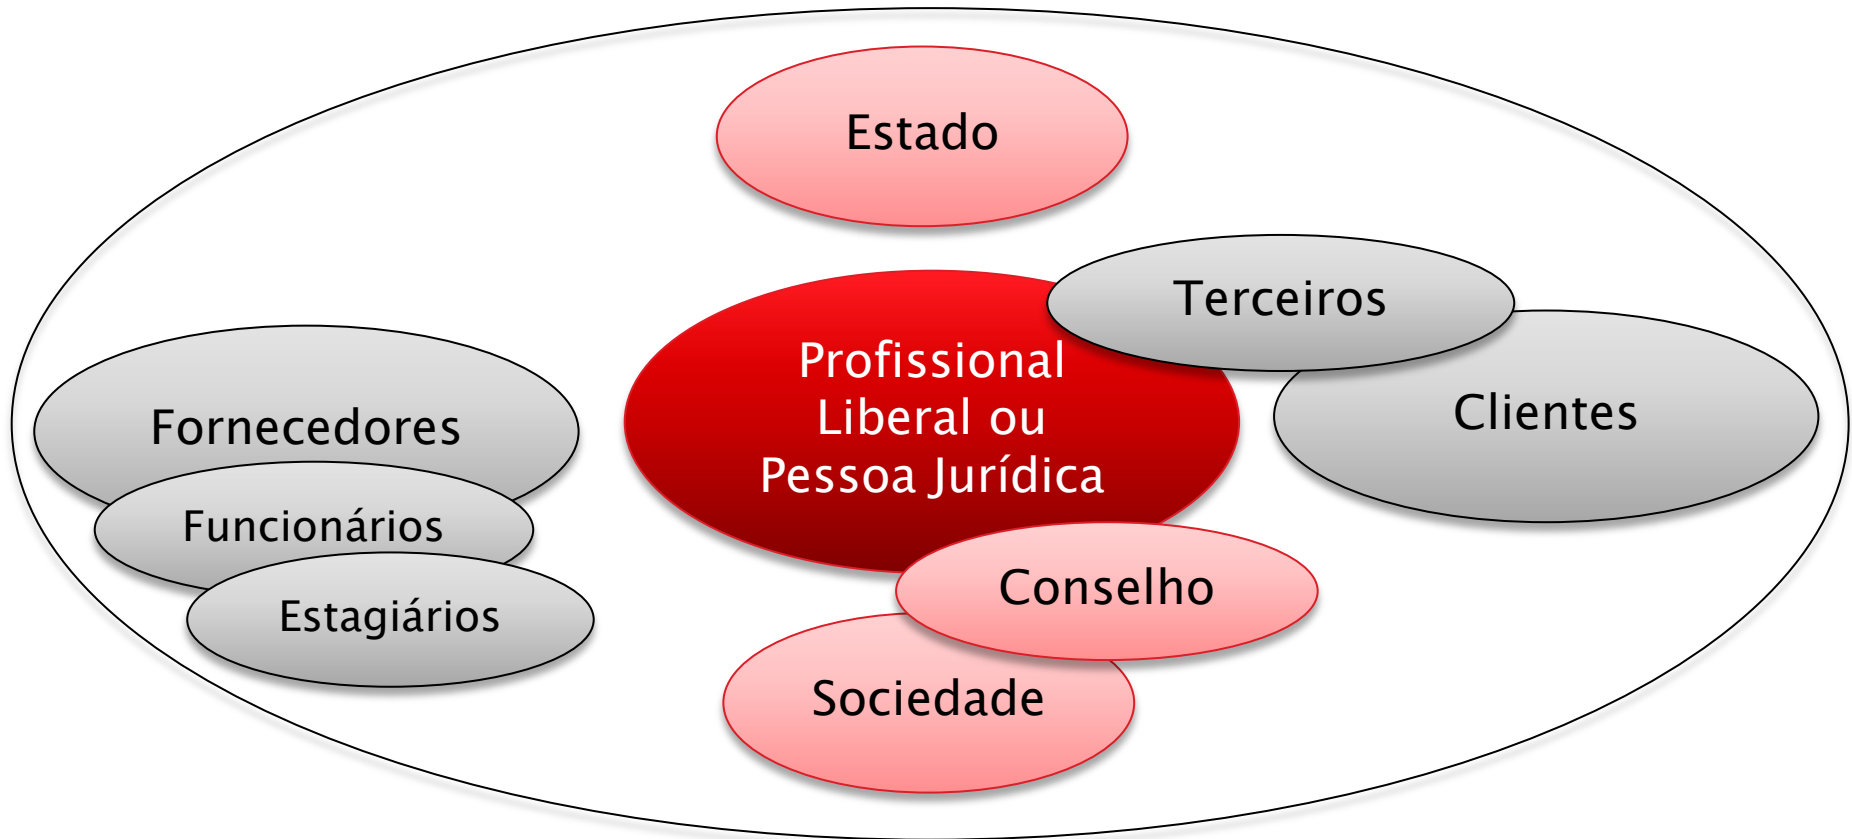 Estado
Terceiros
Profissional
Liberal ou
Pessoa Jurídica
Clientes
Fornecedores
Funcionários
Estagiários
Conselho
Sociedade